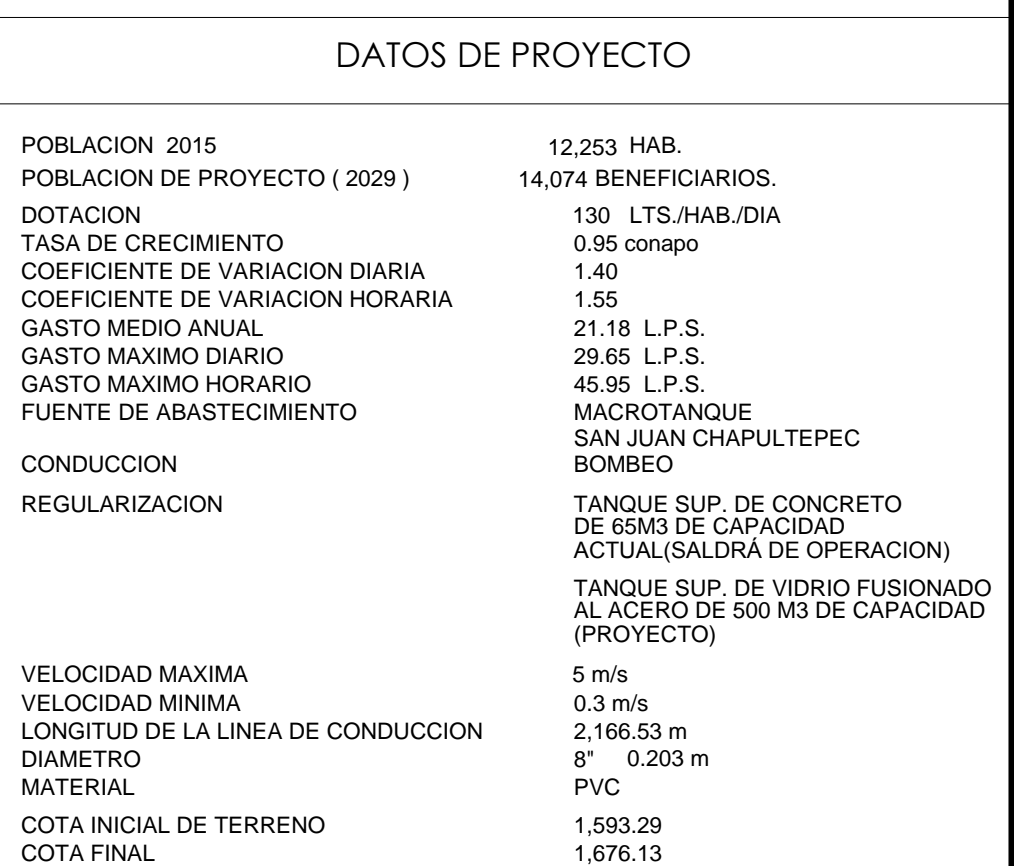 DATOS DE PROYECTO
POBLACION 2015 12,253 HAB.
POBLACION DE PROYECTO ( 2029 ) 14,074 BENEFICIARIOS.
DOTACION 130 LTS./HAB./DIA
TASA DE CRECIMIENTO 0.95 conapo
COEFICIENTE DE VARIACION DIARIA 1.40
COEFICIENTE DE VARIACION HORARIA 1.55
GASTO MEDIO ANUAL 21.18 L.P.S.
GASTO MAXIMO DIARIO 29.65 L.P.S.
GASTO MAXIMO HORARIO 45.95 L.P.S.
FUENTE DE ABASTECIMIENTO MACROTANQUE
SAN JUAN CHAPULTEPEC
CONDUCCION BOMBEO
REGULARIZACION TANQUE SUP. DE CONCRETO
DE 65M3 DE CAPACIDAD
ACTUAL(SALDRÁ DE OPERACION)
TANQUE SUP. DE VIDRIO FUSIONADO
AL ACERO DE 500 M3 DE CAPACIDAD
(PROYECTO)
VELOCIDAD MAXIMA 5 m/s
VELOCIDAD MINIMA 0.3 m/s
LONGITUD DE LA LINEA DE CONDUCCION 2,166.53 m
DIAMETRO 8" 0.203 m
MATERIAL PVC
COTA INICIAL DE TERRENO 1,593.29
COTA FINAL 1,676.13